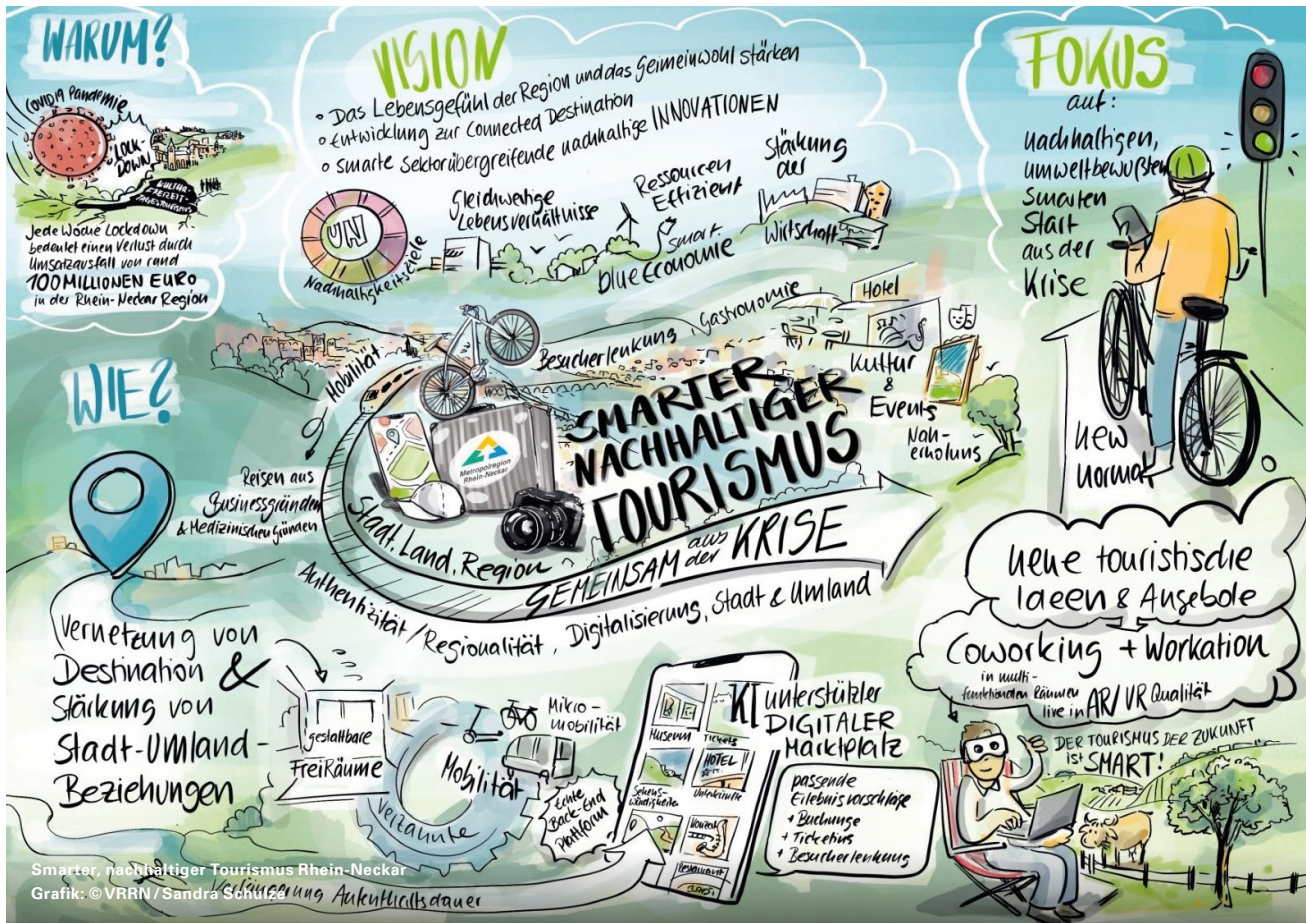 WARUM?
COVID19 Pandemie
LOCK-
DOWN
KULTUR-
FREIZEIT-
TAGESTOURISMUS
Jede Woche Lockdown
bedeutet einen Verlust durch
Umsatzausfall von rund
100 MILLIONEN EURO
in der Rhein-Neckar Region
VISION
o Das Lebensgefühl der Region und das Gemeinwohl stärken
o Entwicklung zur Connected Destination
o smarte sektorübergreifende nachhaltige INNOVATIONEN
UN
Nachhaltigkeitsziele
Gleichwertige
Lebensverhältnisse
Ressourcen
Effizient
smart
blue Economie
Stärkung
der
Wirtschaft
FOKUS
auf:
nachhaltigen,
umweltbewußten
smarten
Start
aus der
Krise
new
normal
WIE?
Mobilität
Besucherlenkung, Gastronomie
Hotel
Kultur
&
Events
Nah-
erholung
SMARTER
NACHHALTIGER
TOURISMUS
Metropolregion
Rhein-Neckar
Reisen aus
Businessgründen
& Medizinischen Gründen
Stadt, Land, Region
GEMEINSAM aus der KRISE
Authentizität / Regionalität, Digitalisierung, Stadt & Umland
Vernetzung von
Destination &
Stärkung von
Stadt-Umland-
Beziehungen
gestaltbare
FreiRäume
Mobilität
Mikro-
mobilität
Verzahnte
Echte
Back-End
Plattform
Museum
Tickets
HOTEL
Sehens-
würdigkeiten
Unterkünfte
Konzert
Restaurant
KI unterstützter
DIGITALER
Marktplatz
passende
Erlebnisvorschläge
+ Buchunge
+ Ticketing
+ Besucherlenkung
neue touristische
Ideen & Angebote
Coworking + Workation
in multi-
funktionalen Räumen
live in AR/VR Qualität
DER TOURISMUS DER ZUKUNFT
ist SMART!
Smarter, nachhaltiger Tourismus Rhein-Neckar
Grafik: © VRRN / Sandra Schulze
Verlängerung Aufenthaltsdauer